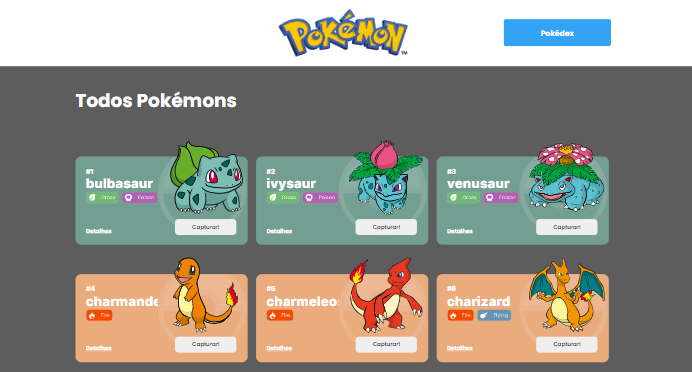 POKéMON
TM
Pokédex
Todos Pokémons
#1
bulbasaur
Grass Poison
Detalhes Capturar!
#2
ivysaur
Grass Poison
Detalhes Capturar!
#3
venusaur
Grass Poison
Detalhes Capturar!
#4
charmande
Fire
Detalhes Capturar!
#5
charmeleo
Fire
Detalhes Capturar!
#6
charizard
Fire Flying
Detalhes Capturar!